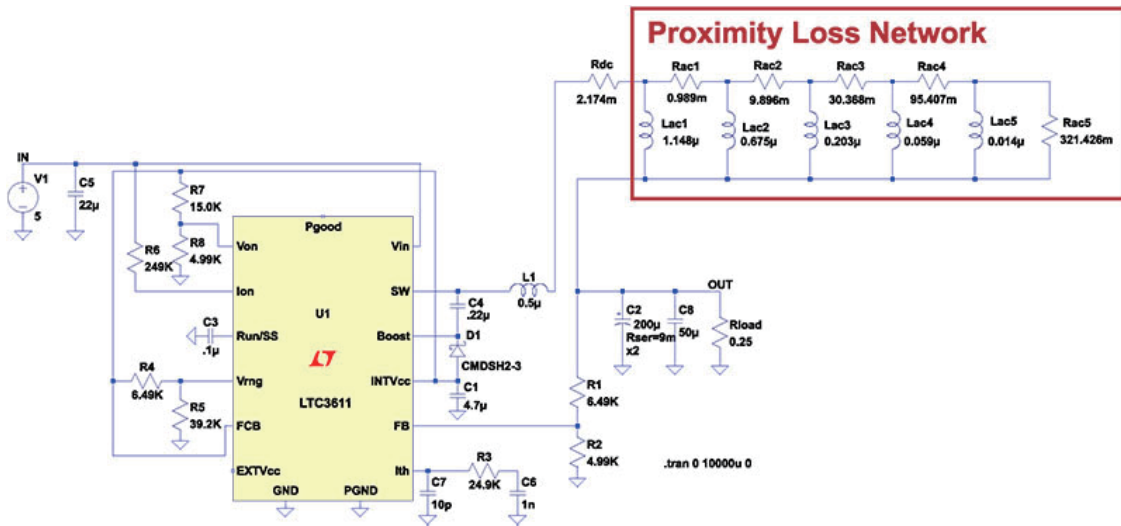 Proximity Loss Network
Rdc
2.174m
Rac1
0.989m
Rac2
9.896m
Rac3
30.368m
Rac4
95.407m
Lac1
1.148µ
Lac2
0.675µ
Lac3
0.203µ
Lac4
0.059µ
Lac5
0.014µ
Rac5
321.426m
IN
V1
5
C5
22µ
R7
15.0K
R8
4.99K
R6
249K
C3
.1µ
R4
6.49K
R5
39.2K
Pgood
Von
Vin
Ion
SW
U1
Run/SS
Boost
Vrng
INTVcc
LTC3611
FCB
FB
EXTVcc
Ith
GND
PGND
L1
0.5µ
C4
.22µ
D1
CMDSH2-3
C1
4.7µ
C7
10p
R3
24.9K
C6
1n
OUT
C2
200µ
Rser=9m
x2
C8
50µ
Rload
0.25
R1
6.49K
R2
4.99K
.tran 0 10000u 0